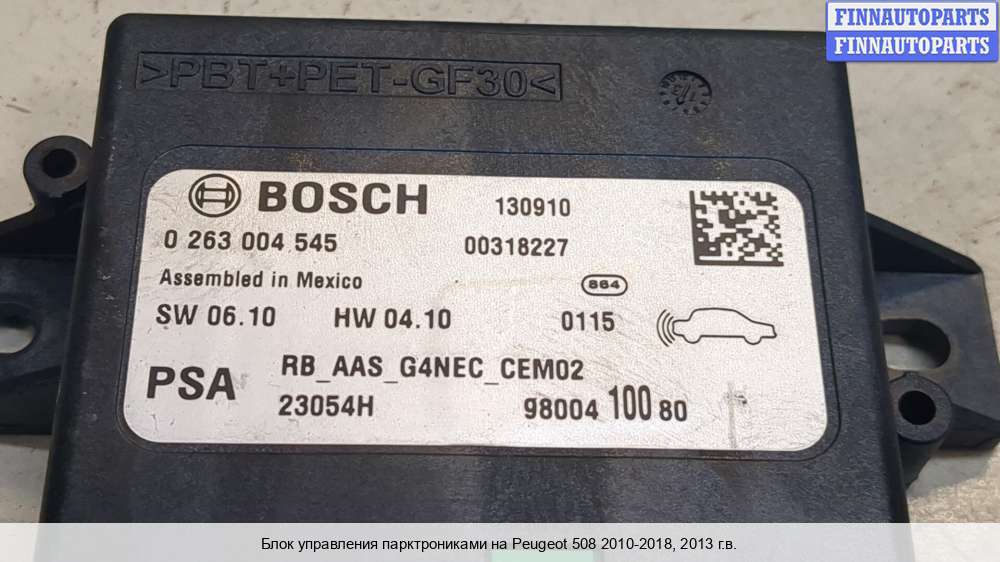 FINNAUTOPARTS
FINNAUTOPARTS
>PBT+PET-GF30<
BOSCH 130910
0 263 004 545 00318227
Assembled in Mexico 864
SW 06.10 HW 04.10 0115
PSA RB_AAS_G4NEC_CEM02
23054H 98004 100 80
Блок управления парктрониками на Peugeot 508 2010-2018, 2013 г.в.